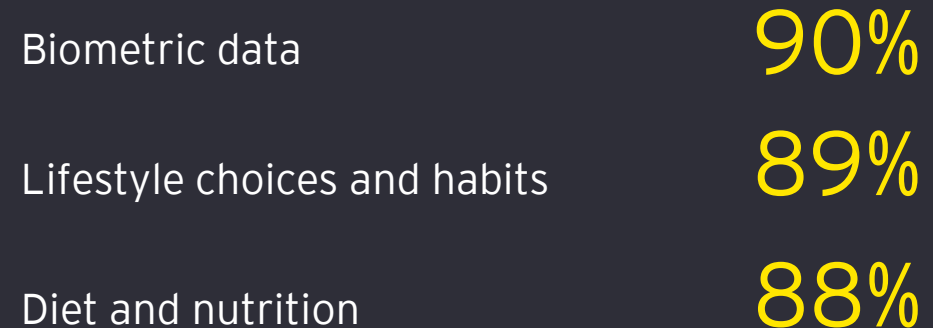 Biometric data 90%
Lifestyle choices and habits 89%
Diet and nutrition 88%